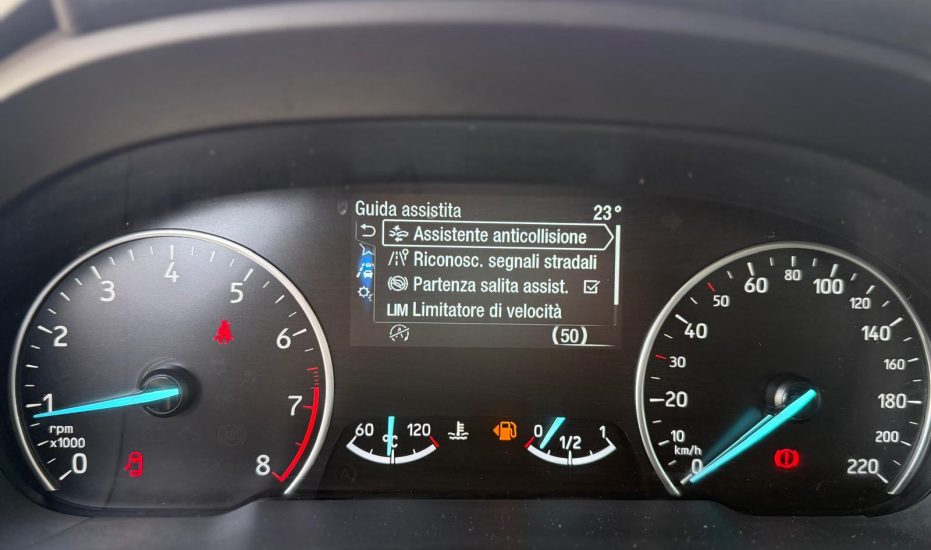 Guida assistita 23°
Assistente anticollisione
Riconosc. segnali stradali
Partenza salita assist.
LIM Limitatore di velocità
(50)
0
1
2
3
4
5
6
7
8
rpm
x1000
60 °C 120
0 1/2 1
0
10
20
30
40
50
60
80
100
120
140
160
180
200
220
km/h